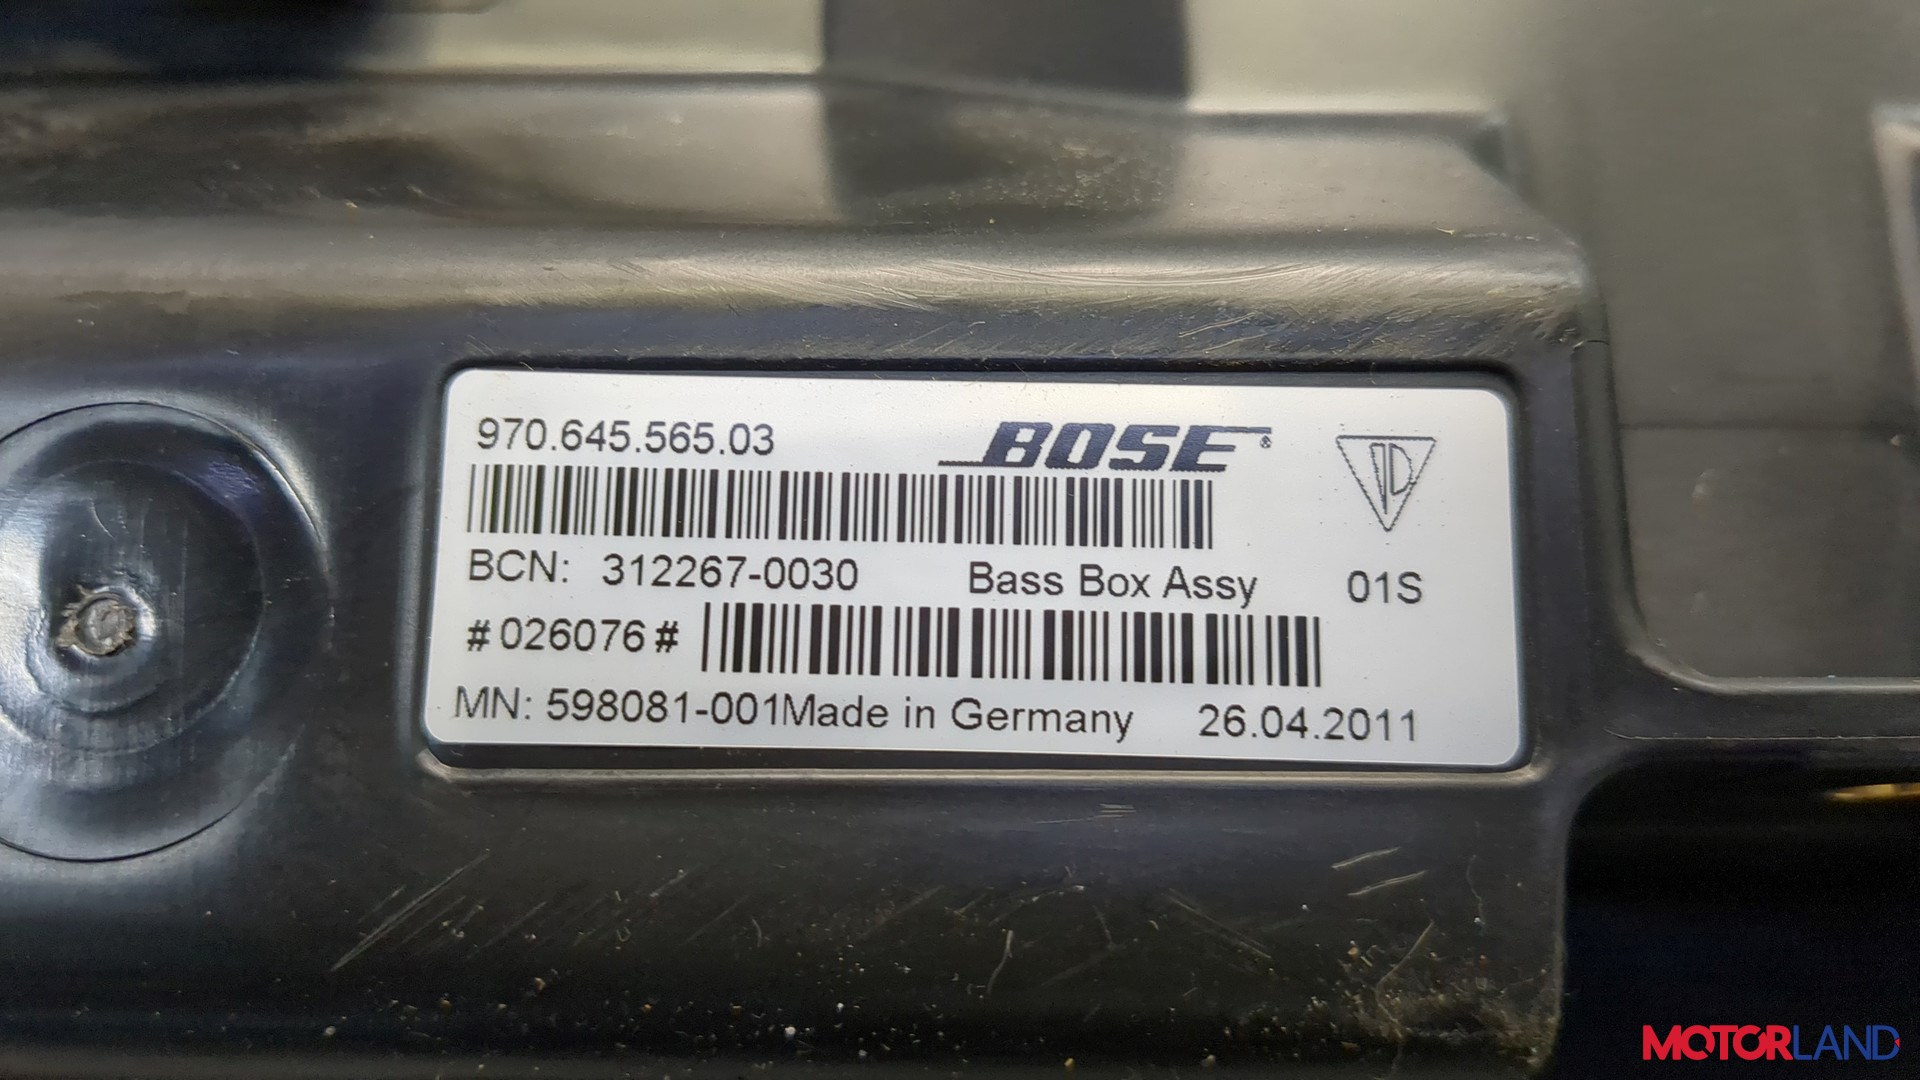 970.645.565.03
BOSE®
BCN: 312267-0030 Bass Box Assy 01S
#026076#
MN: 598081-001Made in Germany 26.04.2011
MOTORLAND